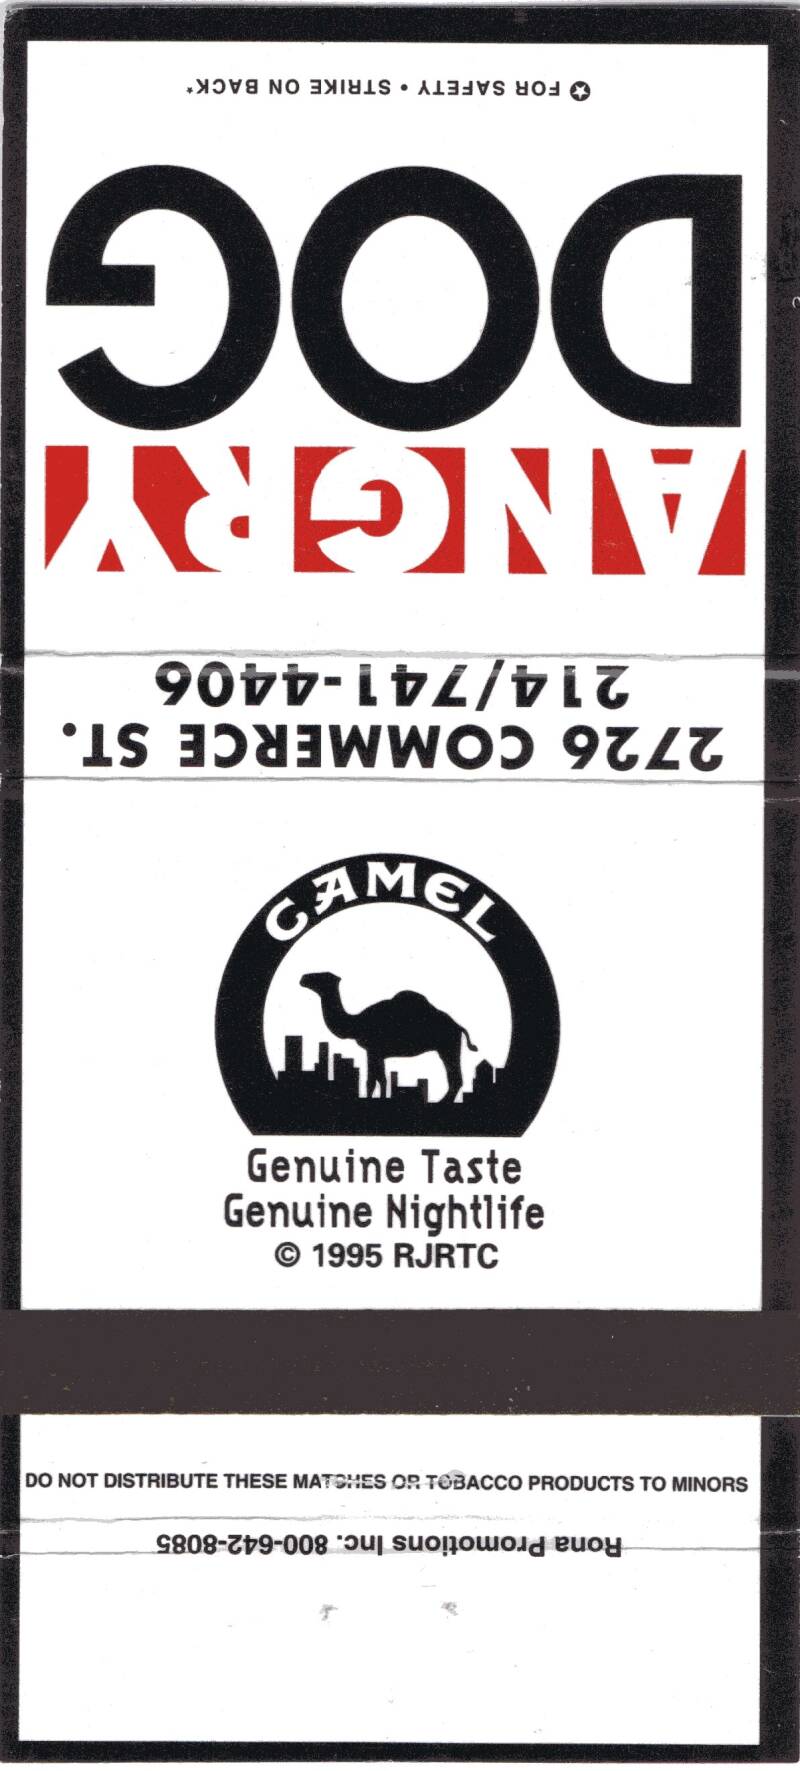 ✪ FOR SAFETY • STRIKE ON BACK*
DOG
ANGRY
214/741-4406
2726 COMMERCE ST.
CAMEL
Genuine Taste
Genuine Nightlife
© 1995 RJRTC
DO NOT DISTRIBUTE THESE MATCHES OR TOBACCO PRODUCTS TO MINORS
Rona Promotions Inc. 800-642-8085